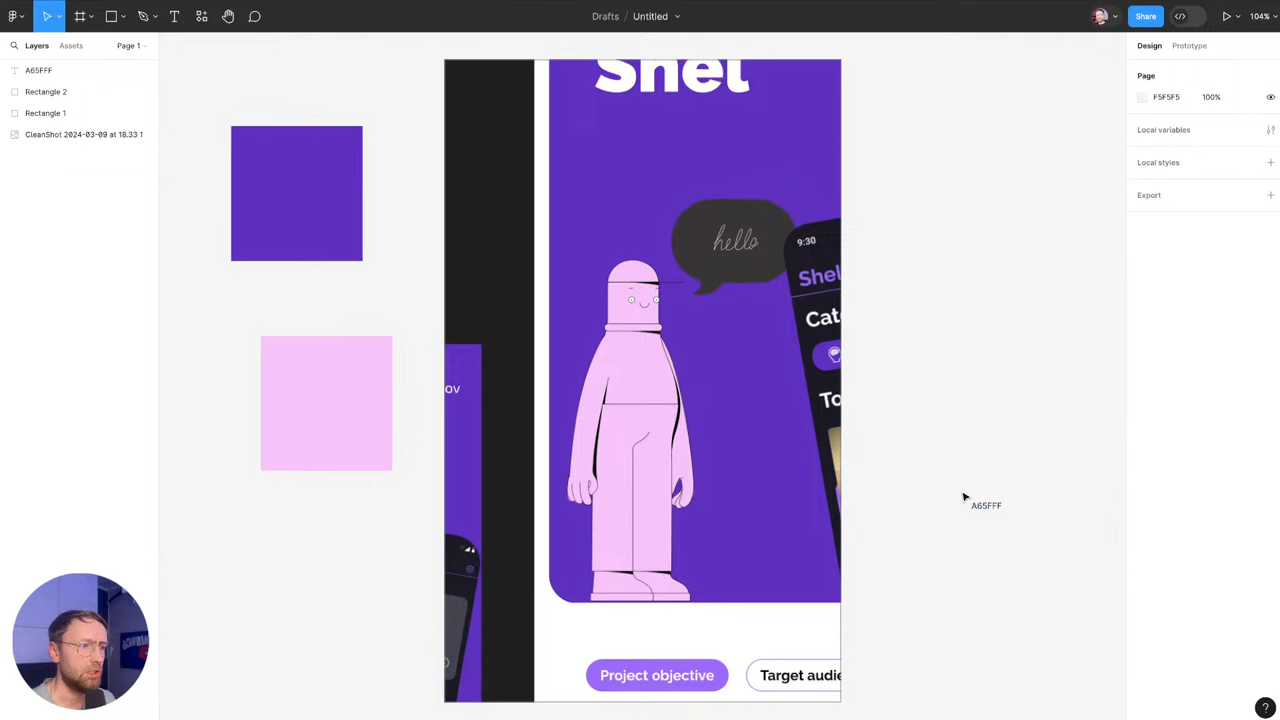 Drafts / Untitled
Share
104%
Layers
Assets
Page 1
A65FFF
Rectangle 2
Rectangle 1
CleanShot 2024-03-09 at 18.33 1
Shel
hello
9:30
Shel
Cat
To
ov
A65FFF
Project objective
Target audie
Design
Prototype
Page
F5F5F5
100%
Local variables
Local styles
Export